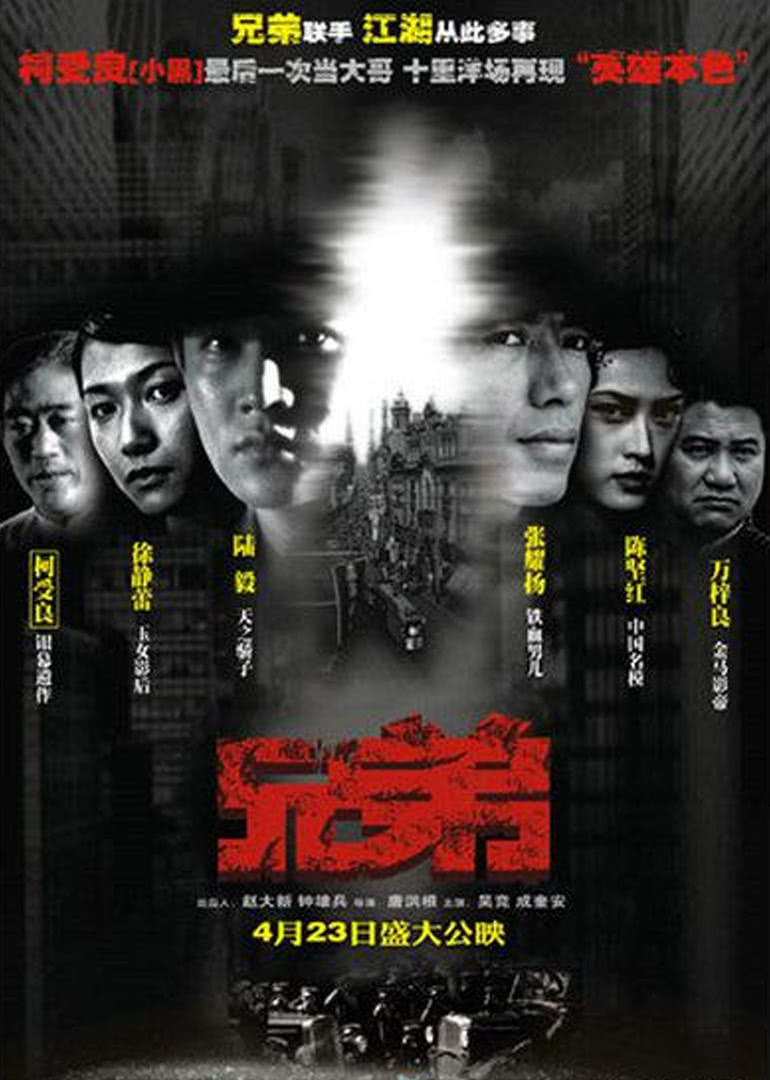 兄弟联手 江湖从此多事
柯受良[小黑]最后一次当大哥 十里洋场再现“英雄本色”
柯受良 银幕遗作
徐静蕾 玉女影后
陆毅 天之骄子
张耀扬 铁血男儿
陈坚江 中国名模
万梓良 金马影帝
兄弟
出品人：赵大新 钟雄兵 导演：唐洪根 主演：吴竞 成奎安
4月23日盛大公映